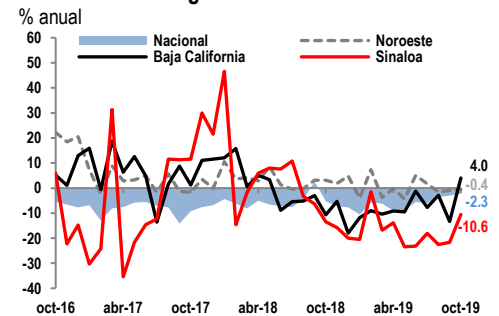 % anual
Nacional
Noroeste
Baja California
Sinaloa
60
50
40
30
20
10
0
-10
-20
-30
-40
4.0
-0.4
-2.3
-10.6
oct-16
abr-17
oct-17
abr-18
oct-18
abr-19
oct-19